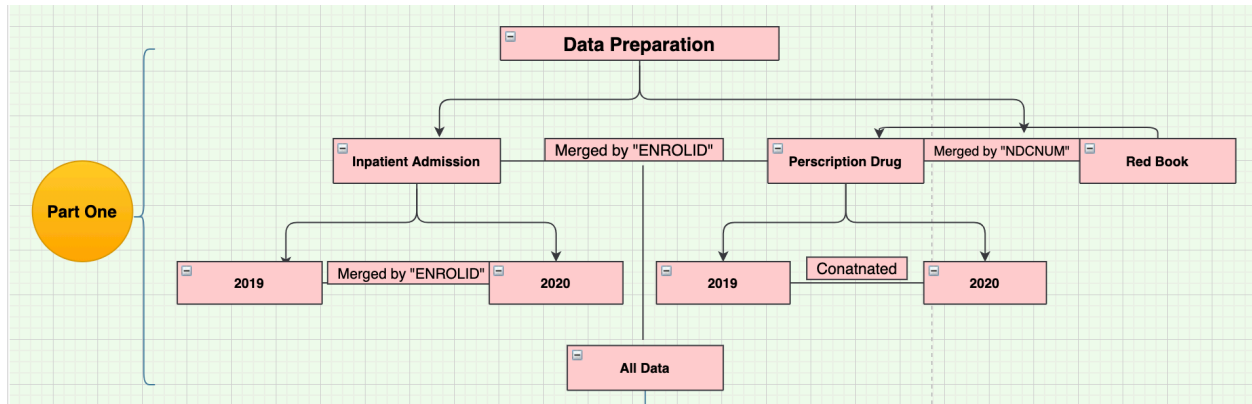 Data Preparation
Inpatient Admission
Merged by "ENROLID"
Perscription Drug
Merged by "NDCNUM"
Red Book
Part One
2019
Merged by "ENROLID"
2020
2019
Conatnated
2020
All Data